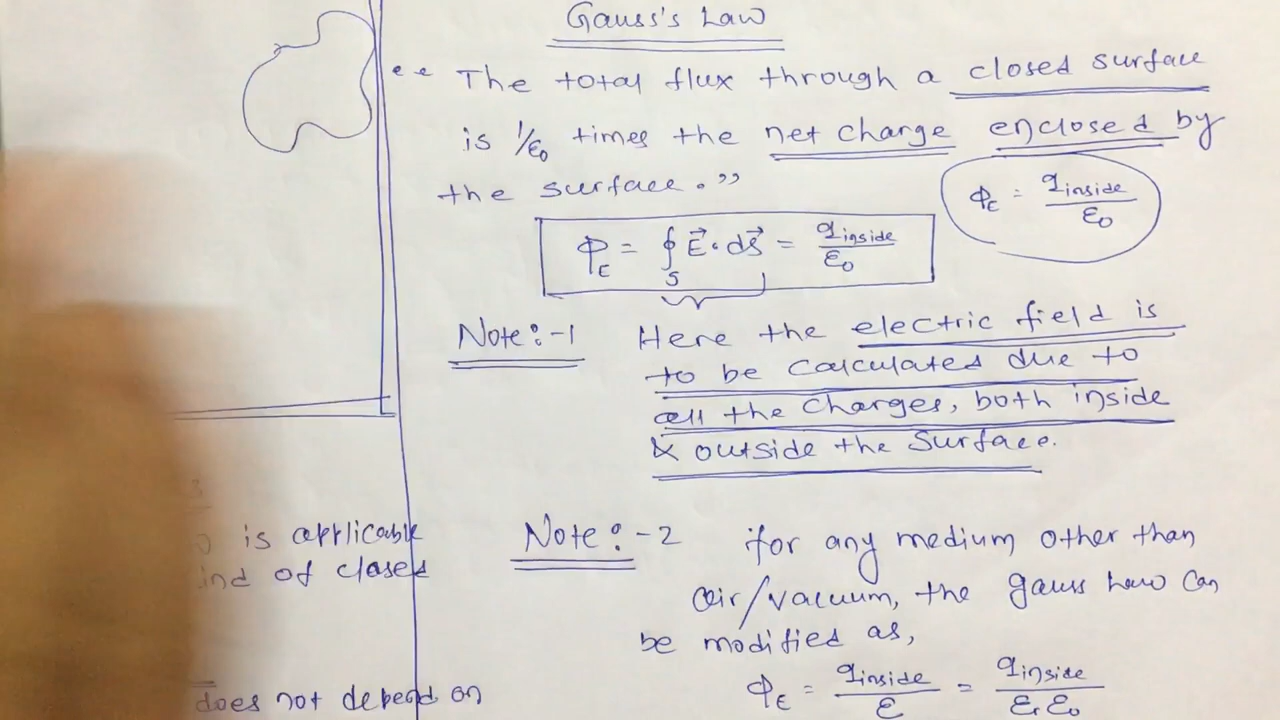 Gauss's Law
“ The total flux through a closed surface
is 1/ε₀ times the net charge enclosed by
the surface.”
ϕ_E = q_inside/ε₀
ϕ_E = ∮_S E⃗·ds⃗ = q_inside/ε₀
Note:-1 Here the electric field is
to be calculated due to
all the charges, both inside
& outside the surface.
is applicable
of closed
does not depend on
Note:-2 for any medium other than
air/vacuum, the gauss law can
be modified as,
ϕ_E = q_inside/ε = q_inside/ε_r ε₀